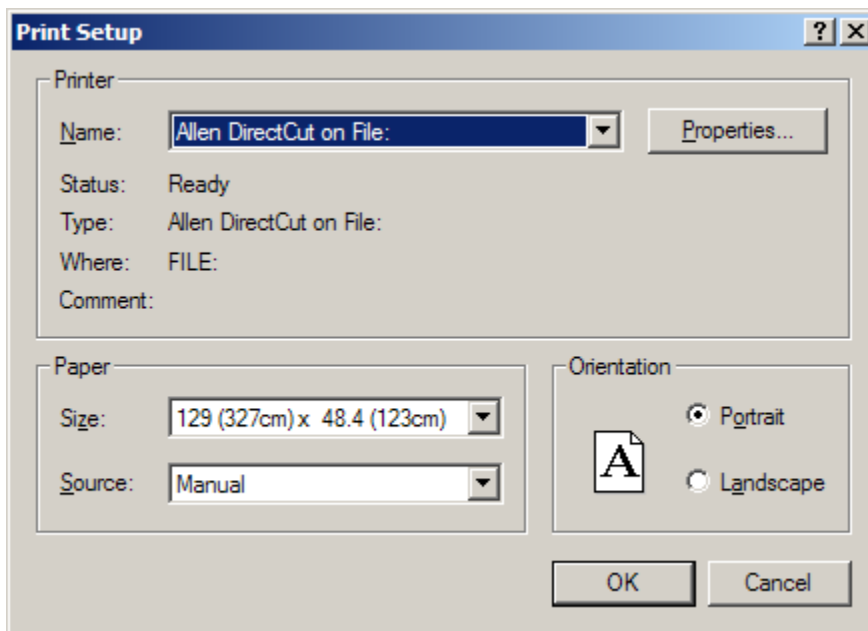 Print Setup
Printer
Name: Allen DirectCut on File: Properties...
Status: Ready
Type: Allen DirectCut on File:
Where: FILE:
Comment:
Paper
Size: 129 (327cm) x  48.4 (123cm)
Source: Manual
Orientation
A
Portrait
Landscape
OK Cancel